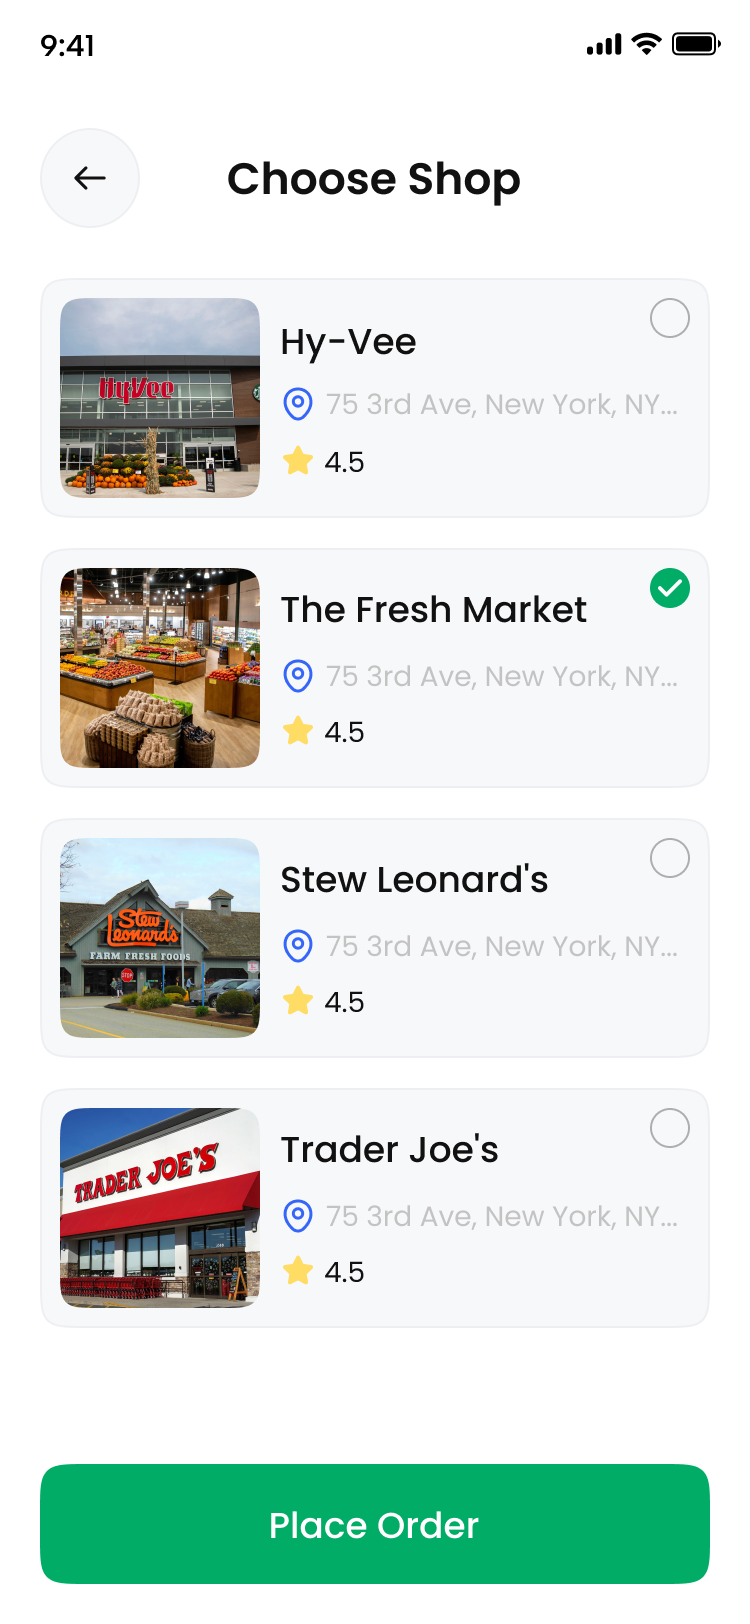 9:41
Choose Shop
HyVee
Hy-Vee
75 3rd Ave, New York, NY...
4.5
The Fresh Market
75 3rd Ave, New York, NY...
4.5
Stew
Leonard's
FARM FRESH FOODS
STOP
Stew Leonard's
75 3rd Ave, New York, NY...
4.5
TRADER JOE'S
Trader Joe's
75 3rd Ave, New York, NY...
4.5
Place Order